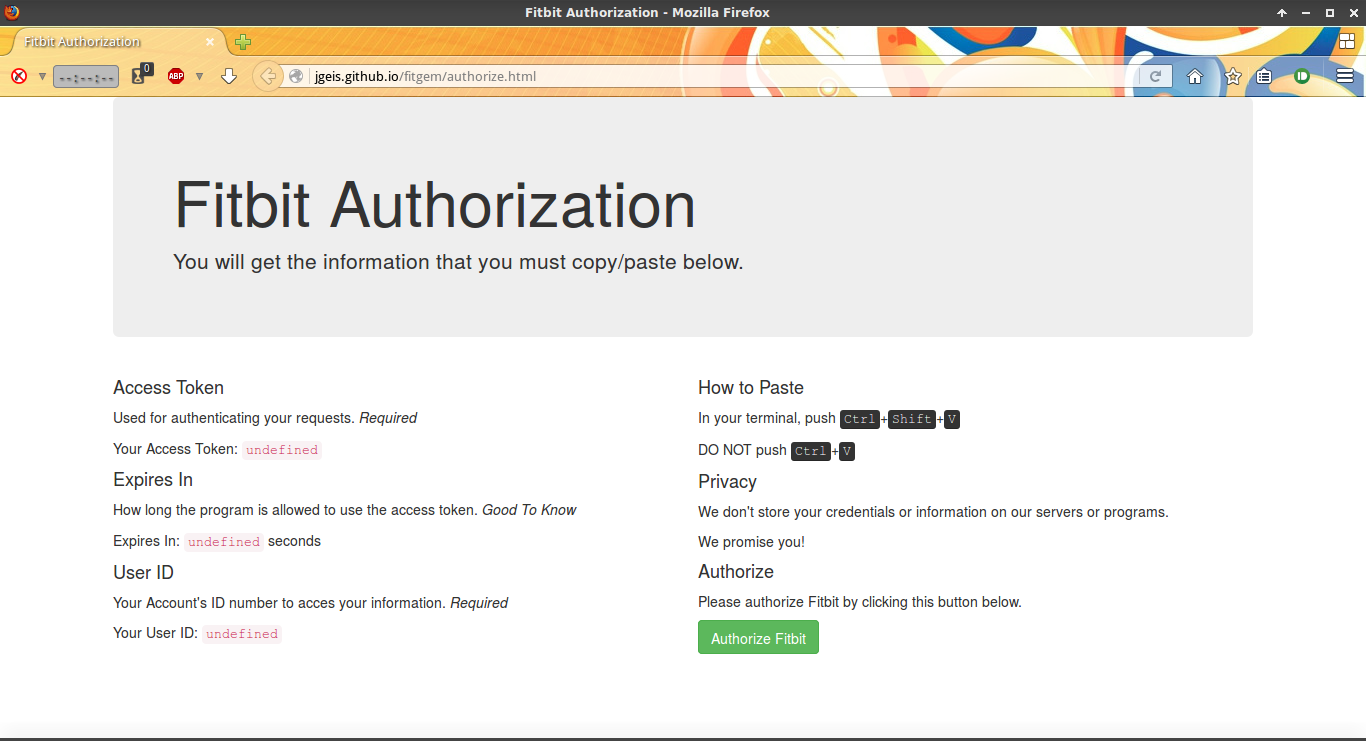 Fitbit Authorization - Mozilla Firefox
Fitbit Authorization
--:--:--
0
ABP
jgeis.github.io/fitgem/authorize.html
Fitbit Authorization
You will get the information that you must copy/paste below.
Access Token
Used for authenticating your requests. Required
Your Access Token: undefined
Expires In
How long the program is allowed to use the access token. Good To Know
Expires In: undefined seconds
User ID
Your Account's ID number to acces your information. Required
Your User ID: undefined
How to Paste
In your terminal, push Ctrl+Shift+V
DO NOT push Ctrl+V
Privacy
We don't store your credentials or information on our servers or programs.
We promise you!
Authorize
Please authorize Fitbit by clicking this button below.
Authorize Fitbit